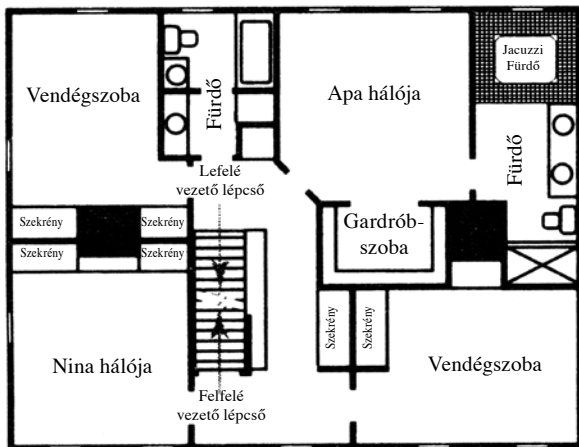 Jacuzzi
Fürdő
Vendégszoba
Fürdő
Apa hálója
Fürdő
Lefelé
vezető lépcső
Szekrény
Szekrény
Gardrób-
szoba
Szekrény
Szekrény
Szekrény
Szekrény
Nina hálója
Vendégszoba
Felfelé
vezető lépcső